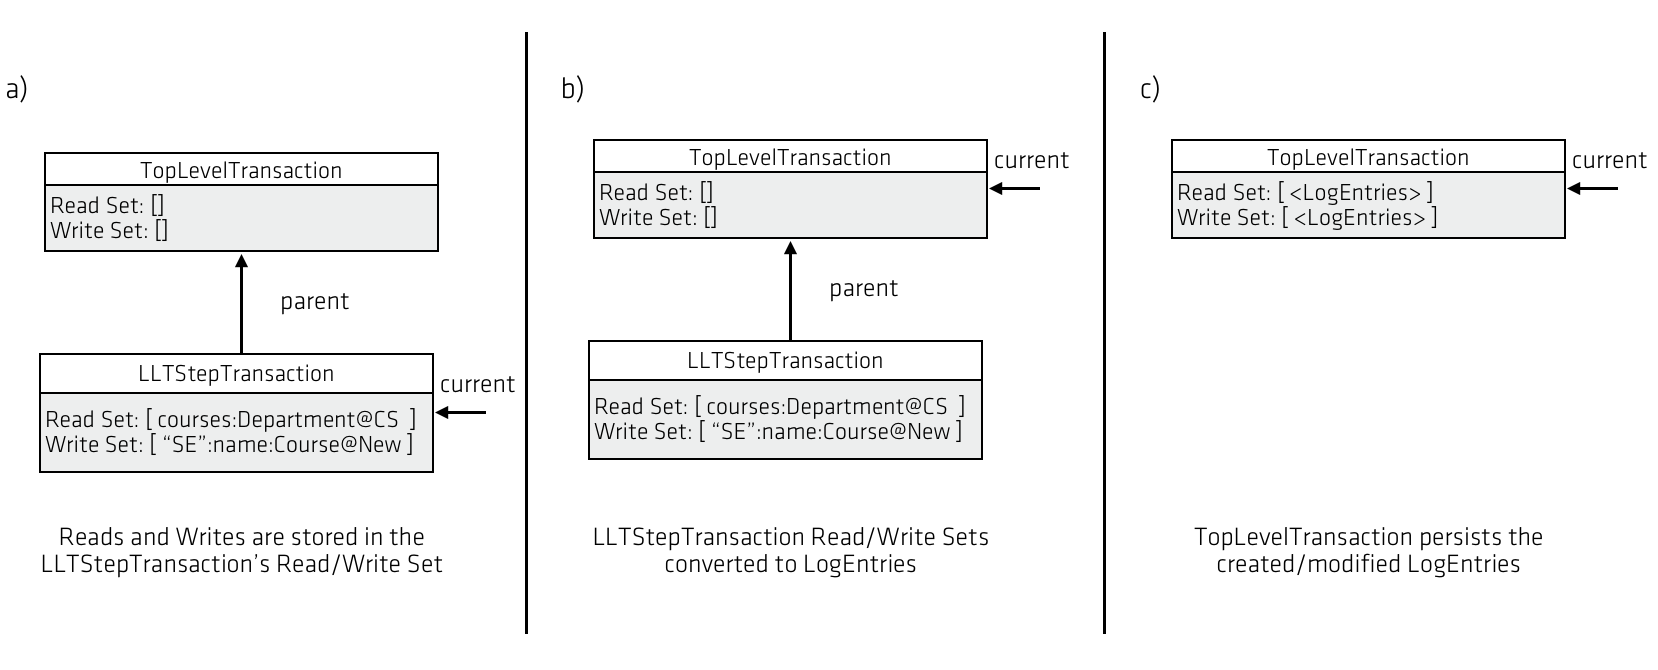 a)
TopLevelTransaction
Read Set: []
Write Set: []
parent
LLTStepTransaction
current
Read Set: [ courses:Department@CS ]
Write Set: [ “SE”:name:Course@New ]
Reads and Writes are stored in the
LLTStepTransaction’s Read/Write Set
b)
TopLevelTransaction
current
Read Set: []
Write Set: []
parent
LLTStepTransaction
Read Set: [ courses:Department@CS ]
Write Set: [ “SE”:name:Course@New ]
LLTStepTransaction Read/Write Sets
converted to LogEntries
c)
TopLevelTransaction
current
Read Set: [ <LogEntries> ]
Write Set: [ <LogEntries> ]
TopLevelTransaction persists the
created/modified LogEntries